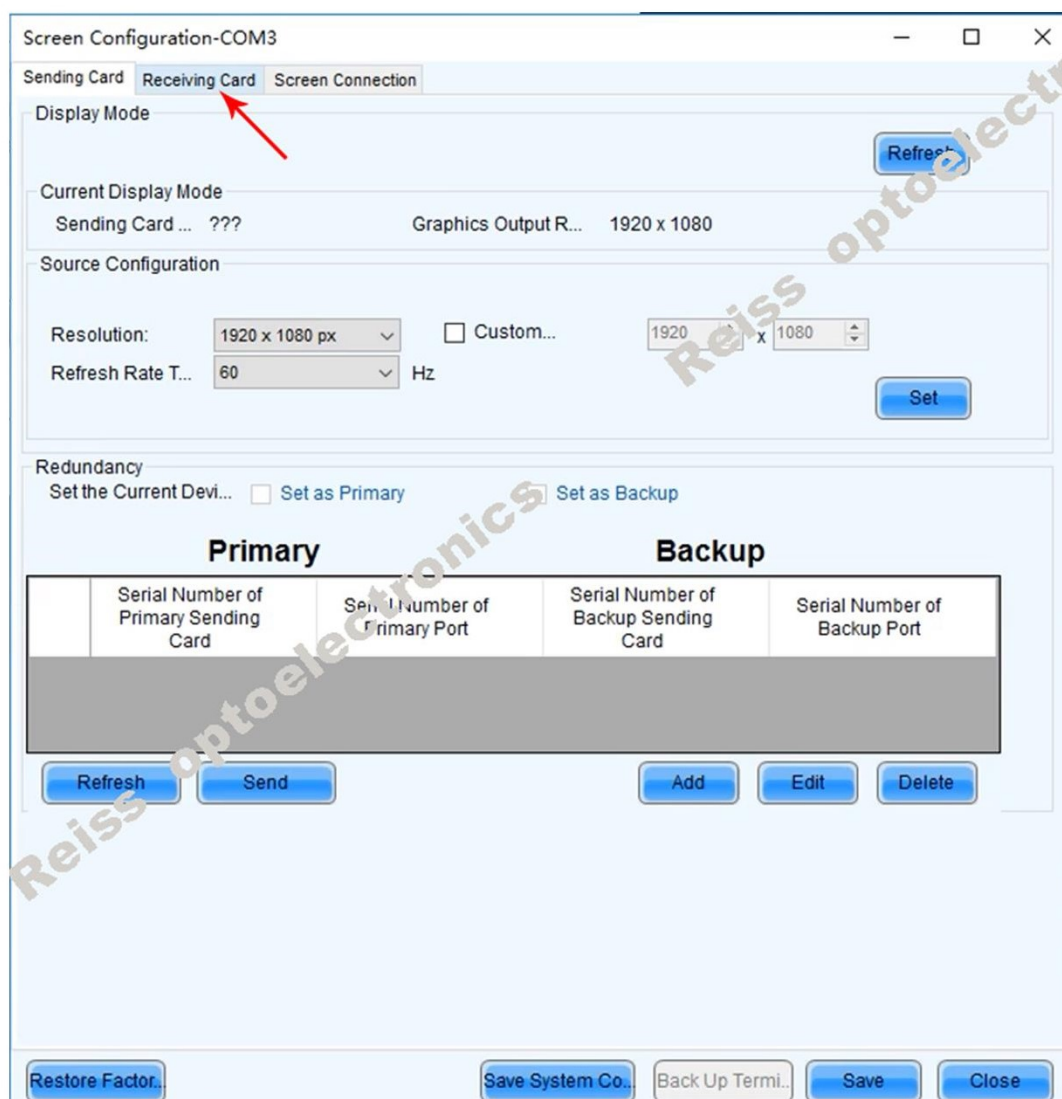 Screen Configuration-COM3
Sending Card Receiving Card Screen Connection
Display Mode
Refresh
Current Display Mode
Sending Card ... ??? Graphics Output R... 1920 x 1080
Source Configuration
Resolution: 1920 x 1080 px Custom... 1920 x 1080
Refresh Rate T... 60 Hz
Set
Redundancy
Set the Current Devi... Set as Primary Set as Backup
Primary Backup
Serial Number of Primary Sending Card Serial Number of Primary Port Serial Number of Backup Sending Card Serial Number of Backup Port
Refresh Send Add Edit Delete
Restore Factor... Save System Co... Back Up Termi... Save Close
Reiss optoelectronics
Reiss optoelectr